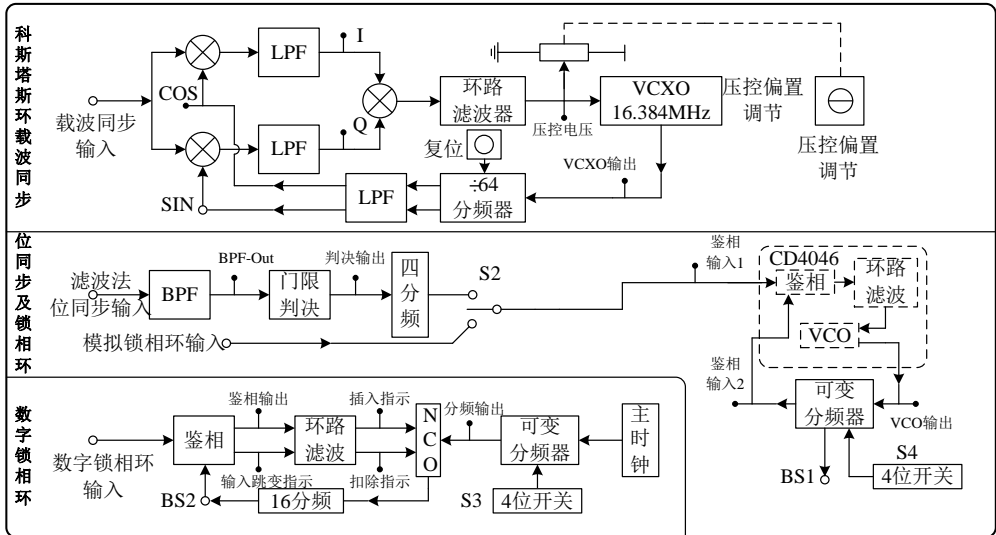 科斯塔斯环载波同步
载波同步
输入
COS
SIN
LPF
I
LPF
Q
环路
滤波器
复位
÷64
分频器
LPF
压控电压
VCXO
16.384MHz
VCXO输出
压控偏置
调节
压控偏置
调节
位同步及锁相环
滤波法
位同步输入
BPF
BPF-Out
门限
判决
判决输出
四分频
S2
模拟锁相环输入
鉴相
输入1
CD4046
鉴相
环路
滤波
VCO
鉴相
输入2
可变
分频器
VCO输出
BS1
S4
4位开关
数字锁相环
数字锁相环
输入
鉴相
鉴相输出
输入跳变指示
环路
滤波
插入指示
扣除指示
NCO
分频输出
可变
分频器
主时钟
BS2
16分频
S3
4位开关